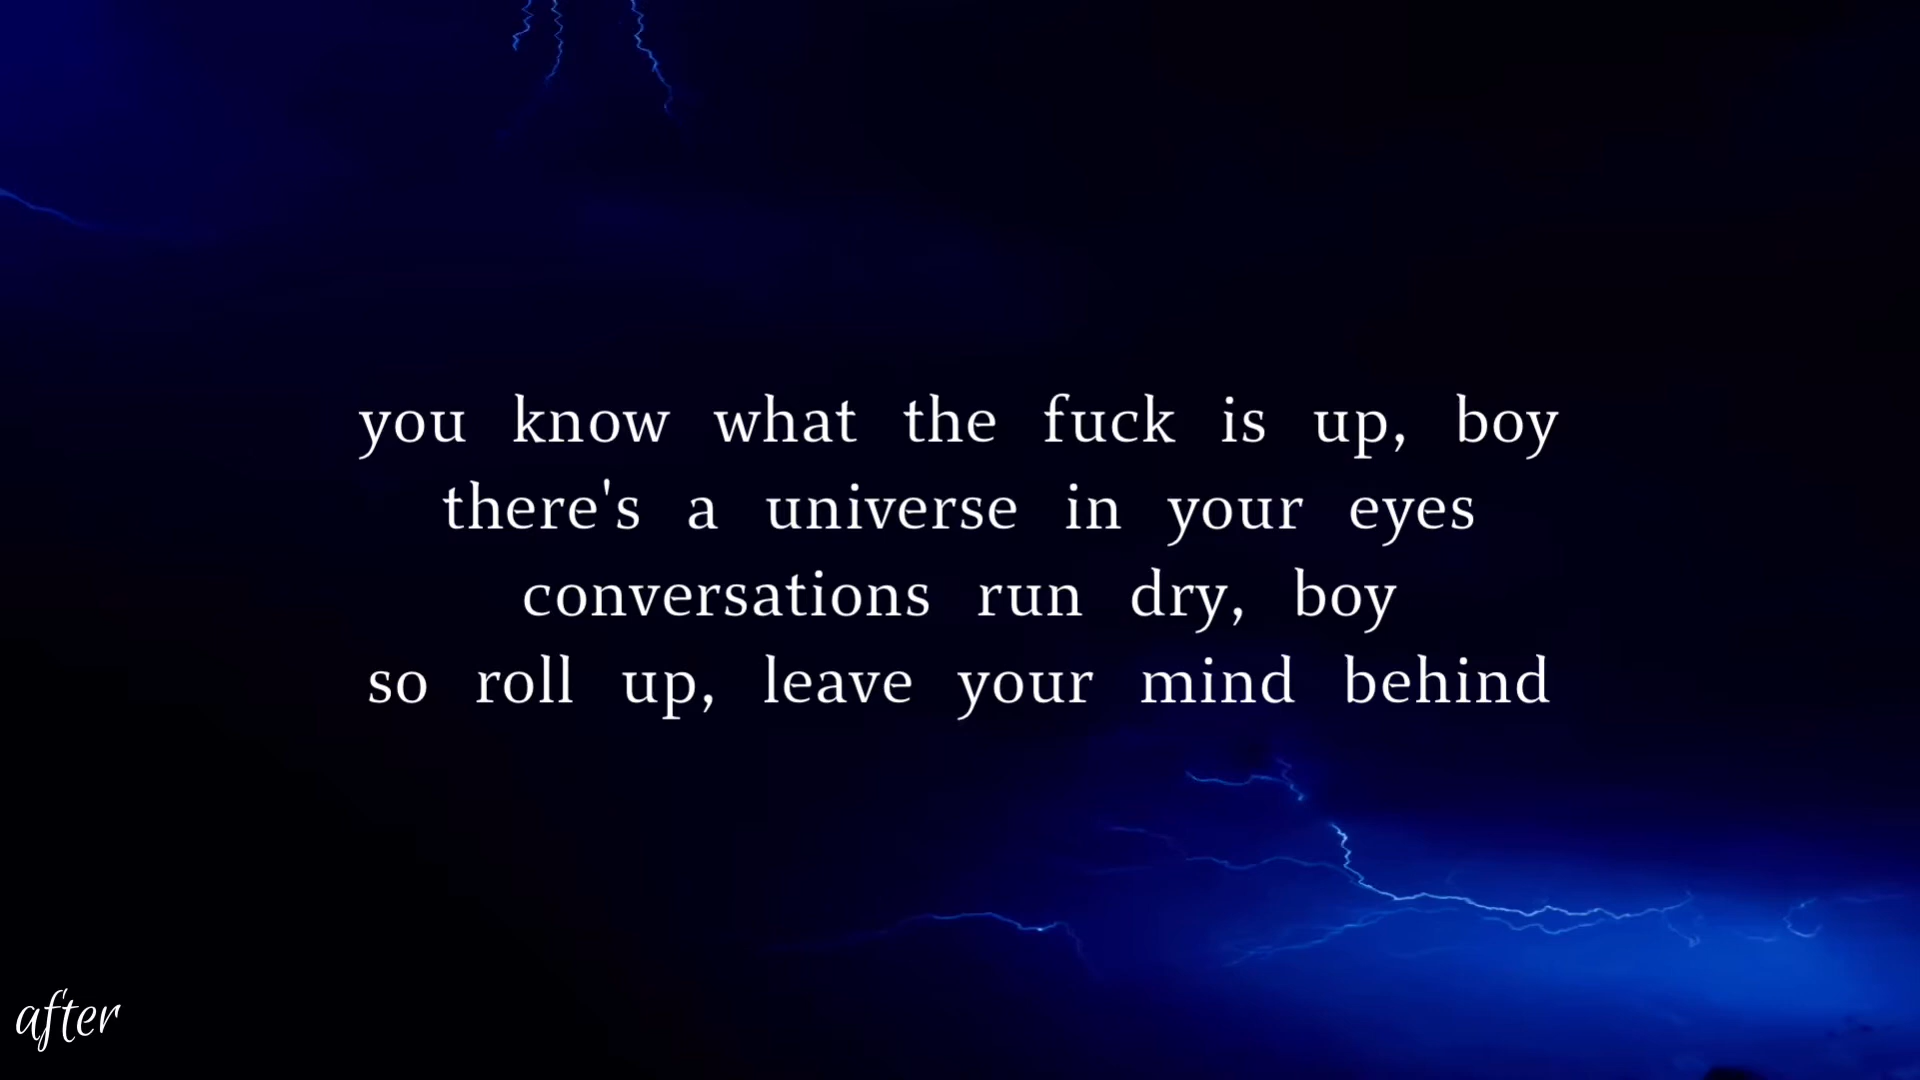 you know what the fuck is up, boy
there's a universe in your eyes
conversations run dry, boy
so roll up, leave your mind behind
after